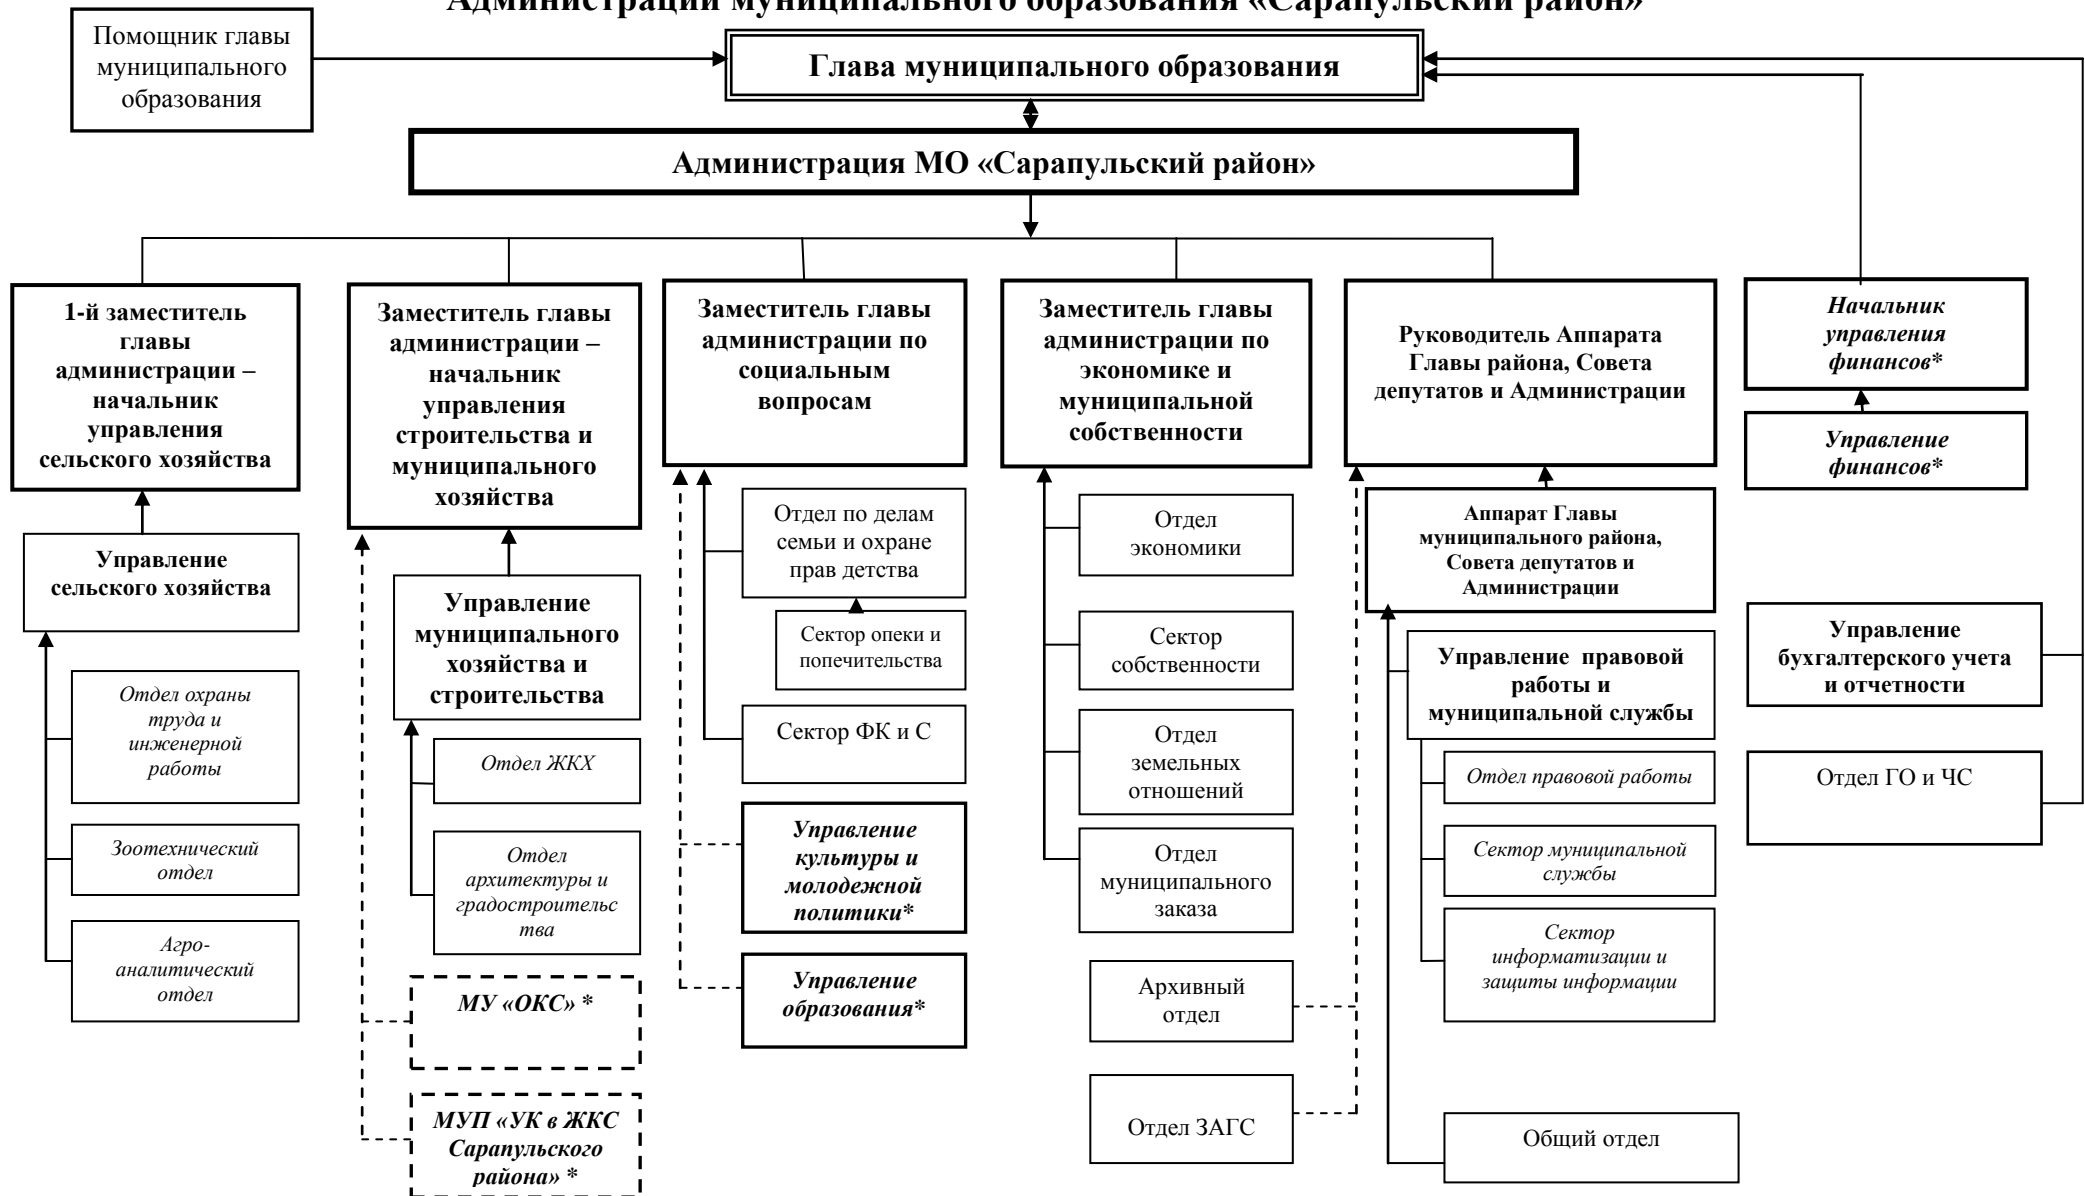 Администрации муниципального образования «Сарапульский район»
Помощник главы
муниципального
образования
Глава муниципального образования
Администрация МО «Сарапульский район»
1-й заместитель
главы
администрации –
начальник
управления
сельского хозяйства
Заместитель главы
администрации –
начальник
управления
строительства и
муниципального
хозяйства
Заместитель главы
администрации по
социальным
вопросам
Заместитель главы
администрации по
экономике и
муниципальной
собственности
Руководитель Аппарата
Главы района, Совета
депутатов и Администрации
Начальник
управления
финансов*
Управление
финансов*
Управление
сельского хозяйства
Отдел охраны
труда и
инженерной
работы
Зоотехнический
отдел
Агро-
аналитический
отдел
Управление
муниципального
хозяйства и
строительства
Отдел ЖКХ
Отдел
архитектуры и
градостроительс
тва
МУ «ОКС» *
МУП «УК в ЖКС
Сарапульского
района» *
Отдел по делам
семьи и охране
прав детства
Сектор опеки и
попечительства
Сектор ФК и С
Управление
культуры и
молодежной
политики*
Управление
образования*
Отдел
экономики
Сектор
собственности
Отдел
земельных
отношений
Отдел
муниципального
заказа
Архивный
отдел
Отдел ЗАГС
Аппарат Главы
муниципального района,
Совета депутатов и
Администрации
Управление правовой
работы и
муниципальной службы
Отдел правовой работы
Сектор муниципальной
службы
Сектор
информатизации и
защиты информации
Общий отдел
Управление
бухгалтерского учета
и отчетности
Отдел ГО и ЧС